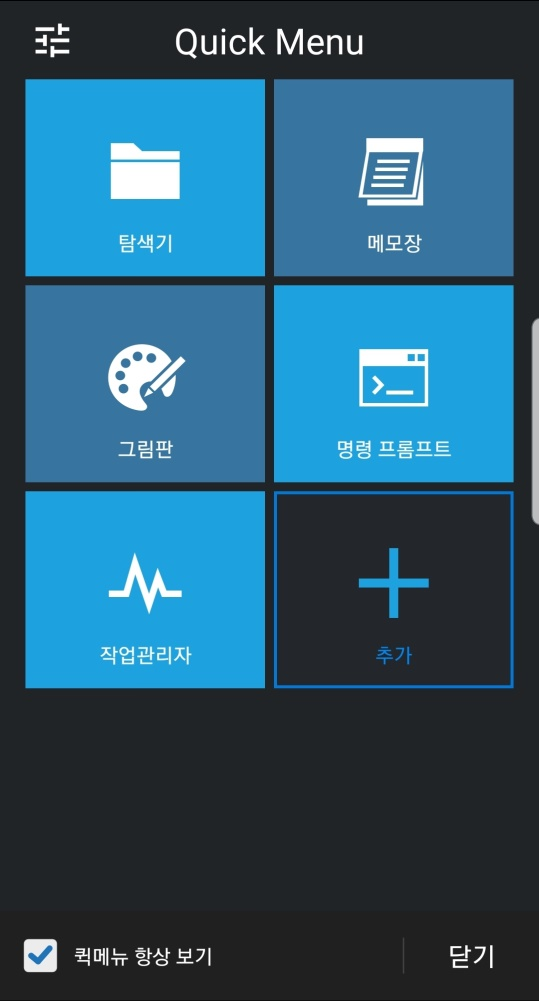 Quick Menu
탐색기
메모장
그림판
명령 프롬프트
작업관리자
추가
퀵메뉴 항상 보기
닫기